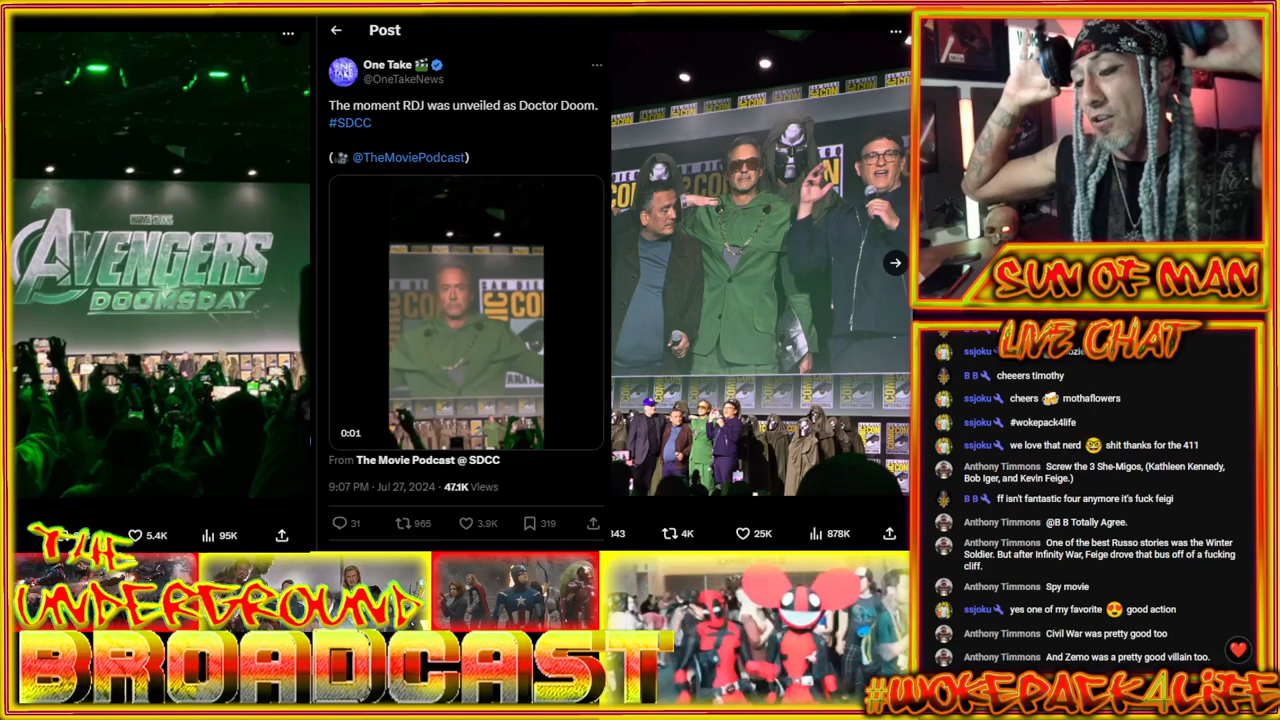 Post
One Take
@OneTakeNews
The moment RDJ was unveiled as Doctor Doom.
#SDCC
(🎥 @TheMoviePodcast)
0:01
From The Movie Podcast @ SDCC
9:07 PM · Jul 27, 2024 · 47.1K Views
31 965 3.9K 319
MARVEL STUDIOS
AVENGERS
DOOMSDAY
5.4K 95K
SAN DIEGO
COMIC CON
843 4K 25K 878K
SUN OF MAN
LIVE CHAT
ssjoku
B B cheeers timothy
ssjoku cheers 🍻 mothaflowers
ssjoku #wokepack4life
ssjoku we love that nerd 🤓 shit thanks for the 411
Anthony Timmons Screw the 3 She-Migos, (Kathleen Kennedy,
Bob Iger, and Kevin Feige.)
B B ff isn't fantastic four anymore it's fuck feigi
Anthony Timmons @B B Totally Agree.
Anthony Timmons One of the best Russo stories was the Winter
Soldier. But after Infinity War, Feige drove that bus off of a fucking
cliff.
Anthony Timmons Spy movie
ssjoku yes one of my favorite 😍 good action
Anthony Timmons Civil War was pretty good too
Anthony Timmons And Zemo was a pretty good villain too.
THE
UNDERGROUND
BROADCAST
#WOKEPACK4LIFE